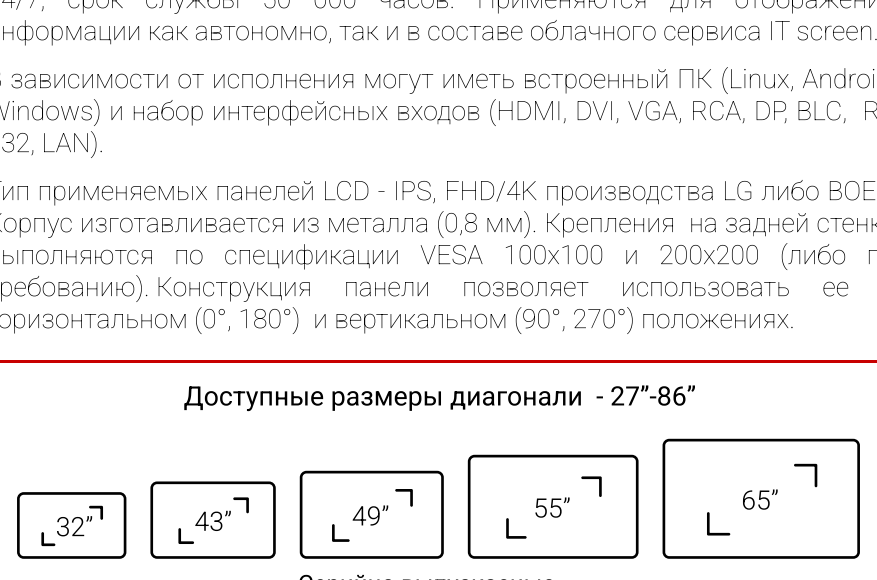 24/7, срок службы 50 000 часов. Применяются для отображения
информации как автономно, так и в составе облачного сервиса IT screen.
зависимости от исполнения могут иметь встроенный ПК (Linux,
Windows) и набор интерфейсных входов (HDMI, DVI, VGA, RCA, DP, BLC,
LAN).
Тип применяемых панелей LCD - IPS, FHD/4K производства LG либо BOE
Корпус изготавливается из металла (0,8 мм). Крепления на задней
выполняются по спецификации VESA 100x100 и 200x200 (либо
требованию). Конструкция панели позволяет использовать ее
горизонтальном (0°, 180°) и вертикальном (90°, 270°) положениях.
Доступные размеры диагонали - 27”-86”
32”
43”
49”
55”
65”